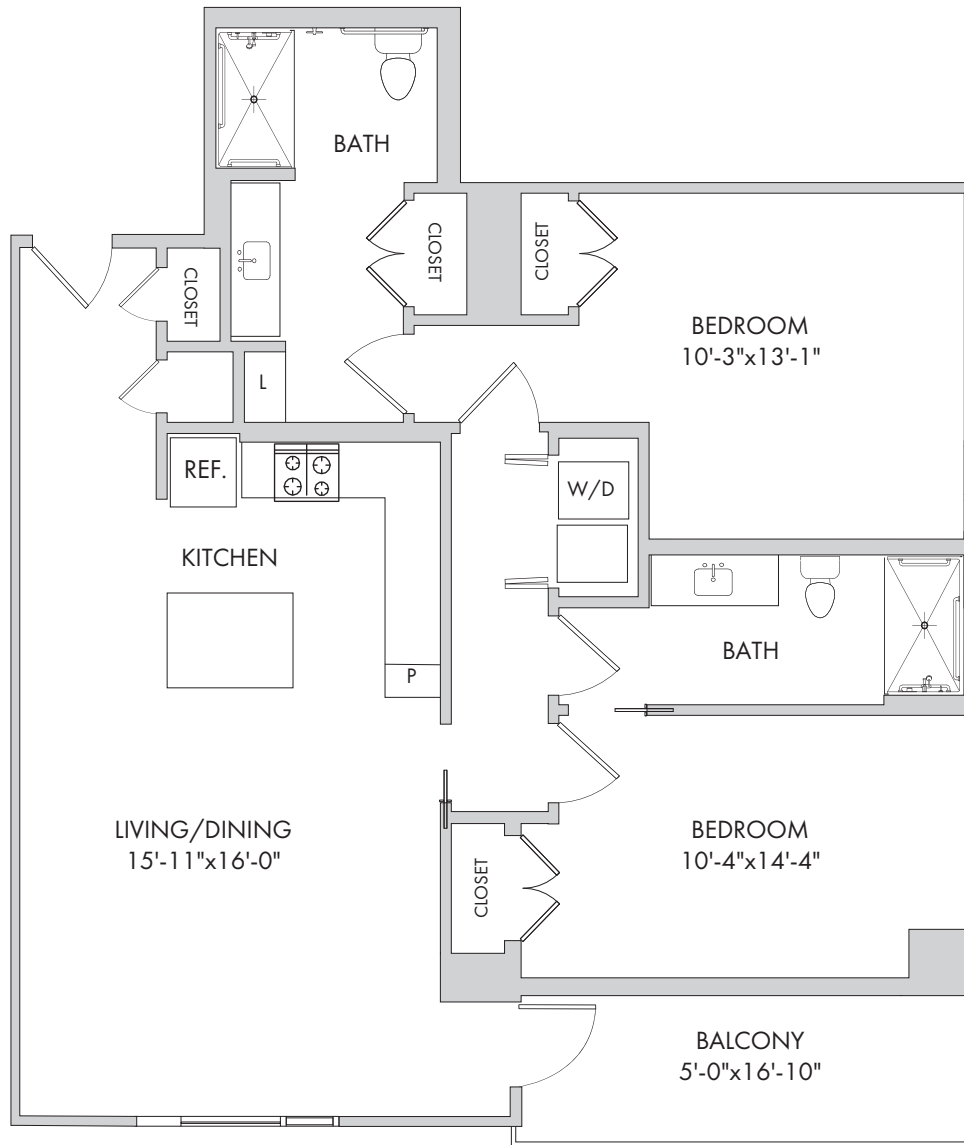 BATH
CLOSET
CLOSET
CLOSET
BEDROOM
10'-3"x13'-1"
L
REF.
W/D
KITCHEN
BATH
P
LIVING/DINING
15'-11"x16'-0"
BEDROOM
10'-4"x14'-4"
CLOSET
BALCONY
5'-0"x16'-10"